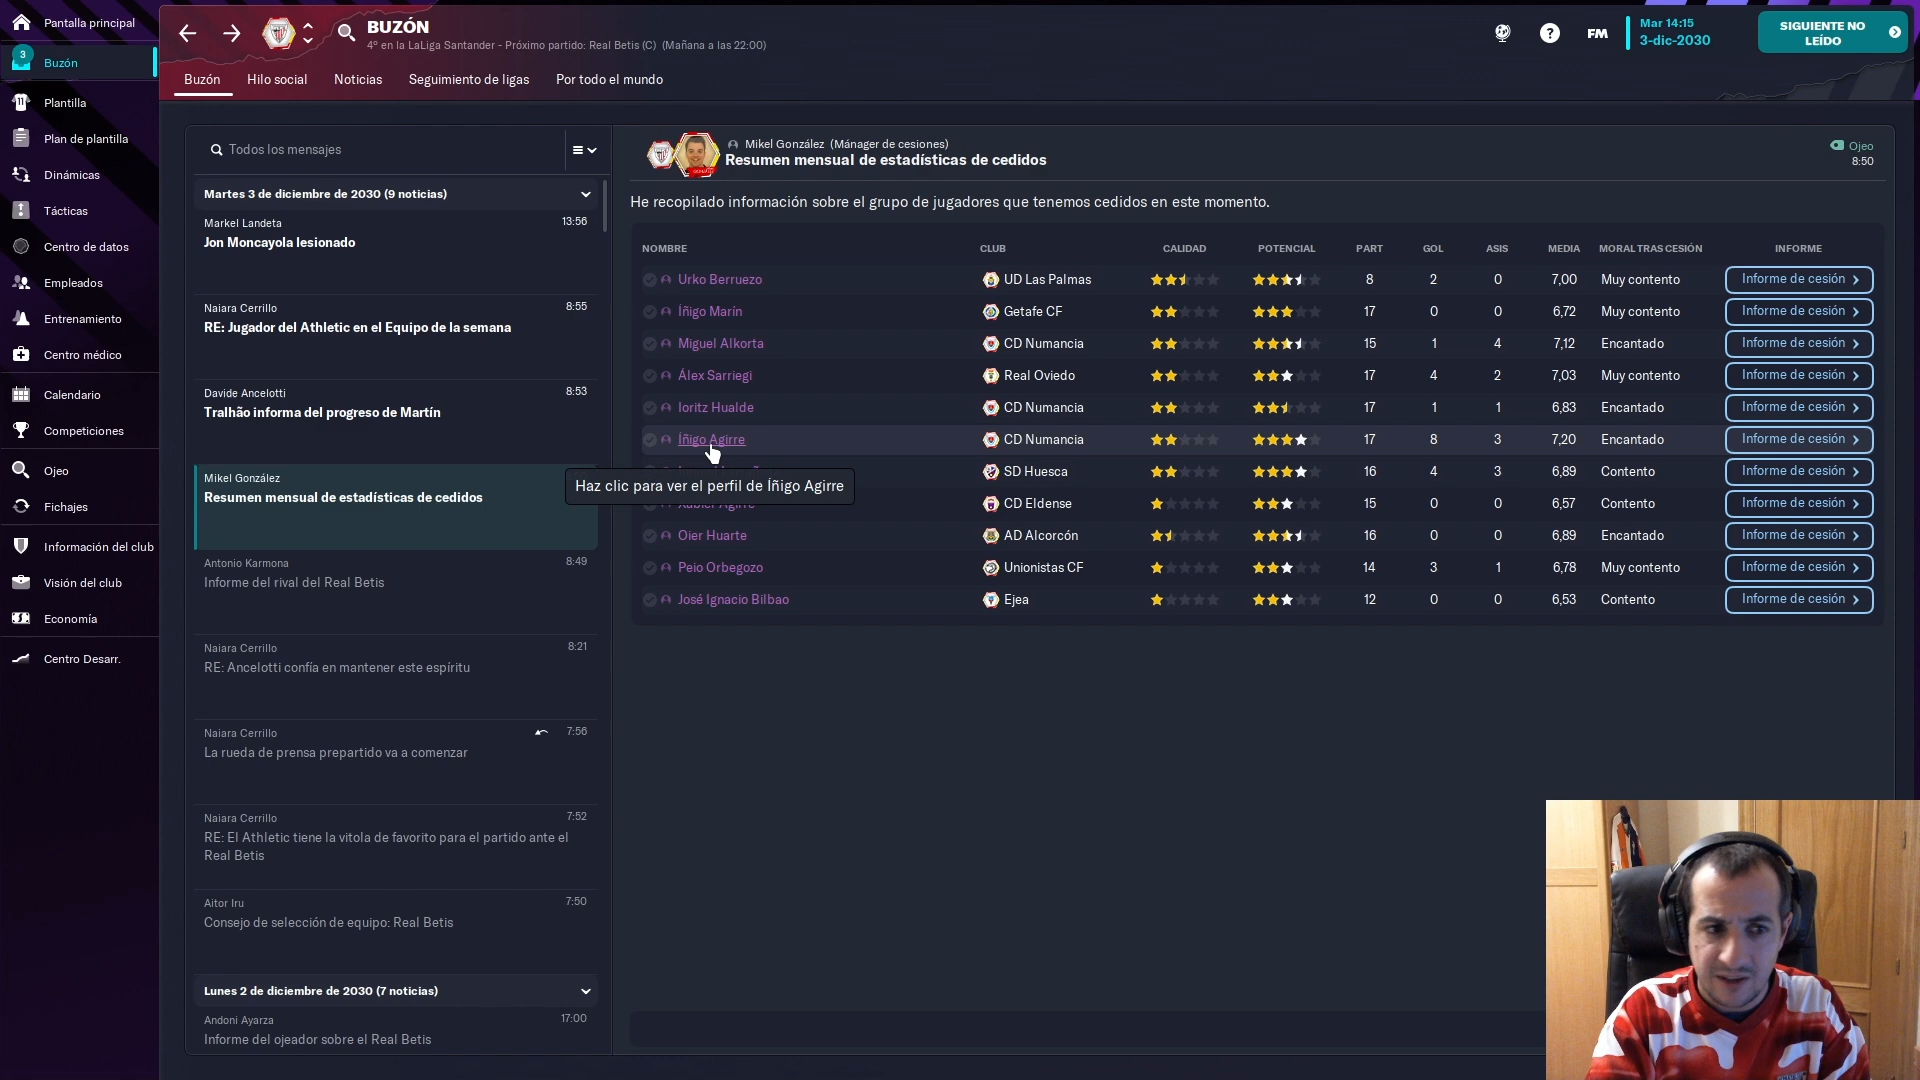 Pantalla principal
3
Buzón
Plantilla
Plan de plantilla
Dinámicas
Tácticas
Centro de datos
Empleados
Entrenamiento
Centro médico
Calendario
Competiciones
Ojeo
Fichajes
Información del club
Visión del club
Economía
Centro Desarr.
BUZÓN
4º en la LaLiga Santander - Próximo partido: Real Betis (C) (Mañana a las 22:00)
FM
Mar 14:15
3-dic-2030
SIGUIENTE NO
LEÍDO
Buzón
Hilo social
Noticias
Seguimiento de ligas
Por todo el mundo
Todos los mensajes
Martes 3 de diciembre de 2030 (9 noticias)
Markel Landeta 13:56
Jon Moncayola lesionado
Naiara Cerrillo 8:55
RE: Jugador del Athletic en el Equipo de la semana
Davide Ancelotti 8:53
Tralhão informa del progreso de Martín
Mikel González
Resumen mensual de estadísticas de cedidos
Antonio Karmona 8:49
Informe del rival del Real Betis
Naiara Cerrillo 8:21
RE: Ancelotti confía en mantener este espíritu
Naiara Cerrillo 7:56
La rueda de prensa prepartido va a comenzar
Naiara Cerrillo 7:52
RE: El Athletic tiene la vitola de favorito para el partido ante el
Real Betis
Aitor Iru 7:50
Consejo de selección de equipo: Real Betis
Lunes 2 de diciembre de 2030 (7 noticias)
Andoni Ayarza 17:00
Informe del ojeador sobre el Real Betis
Mikel González (Mánager de cesiones)
Resumen mensual de estadísticas de cedidos
Ojeo
8:50
He recopilado información sobre el grupo de jugadores que tenemos cedidos en este momento.
NOMBRE CLUB CALIDAD POTENCIAL PART GOL ASIS MEDIA MORAL TRAS CESIÓN INFORME
Urko Berruezo UD Las Palmas 8 2 0 7,00 Muy contento Informe de cesión
Íñigo Marín Getafe CF 17 0 0 6,72 Muy contento Informe de cesión
Miguel Alkorta CD Numancia 15 1 4 7,12 Encantado Informe de cesión
Álex Sarriegi Real Oviedo 17 4 2 7,03 Muy contento Informe de cesión
Ioritz Hualde CD Numancia 17 1 1 6,83 Encantado Informe de cesión
Íñigo Agirre CD Numancia 17 8 3 7,20 Encantado Informe de cesión
SD Huesca 16 4 3 6,89 Contento Informe de cesión
Haz clic para ver el perfil de Íñigo Agirre
Xabier Agirre CD Eldense 15 0 0 6,57 Contento Informe de cesión
Oier Huarte AD Alcorcón 16 0 0 6,89 Encantado Informe de cesión
Peio Orbegozo Unionistas CF 14 3 1 6,78 Muy contento Informe de cesión
José Ignacio Bilbao Ejea 12 0 0 6,53 Contento Informe de cesión